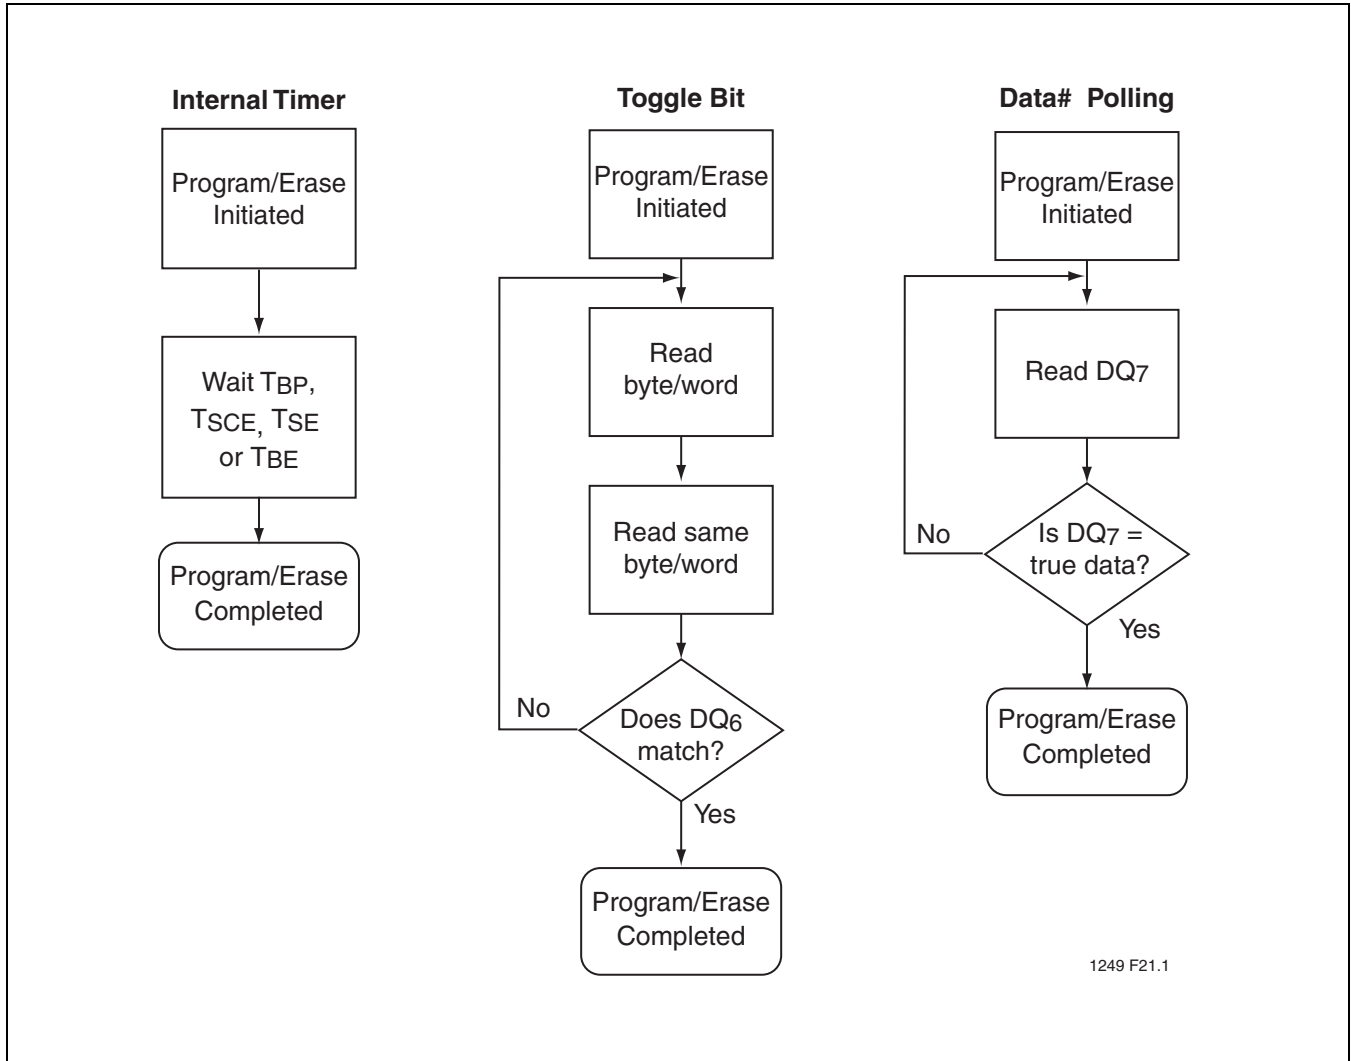 Internal Timer
Program/Erase
Initiated
Wait TBP,
TSCE, TSE
or TBE
Program/Erase
Completed
Toggle Bit
Program/Erase
Initiated
Read
byte/word
Read same
byte/word
Does DQ6
match?
No
Yes
Program/Erase
Completed
Data# Polling
Program/Erase
Initiated
Read DQ7
Is DQ7 =
true data?
No
Yes
Program/Erase
Completed
1249 F21.1